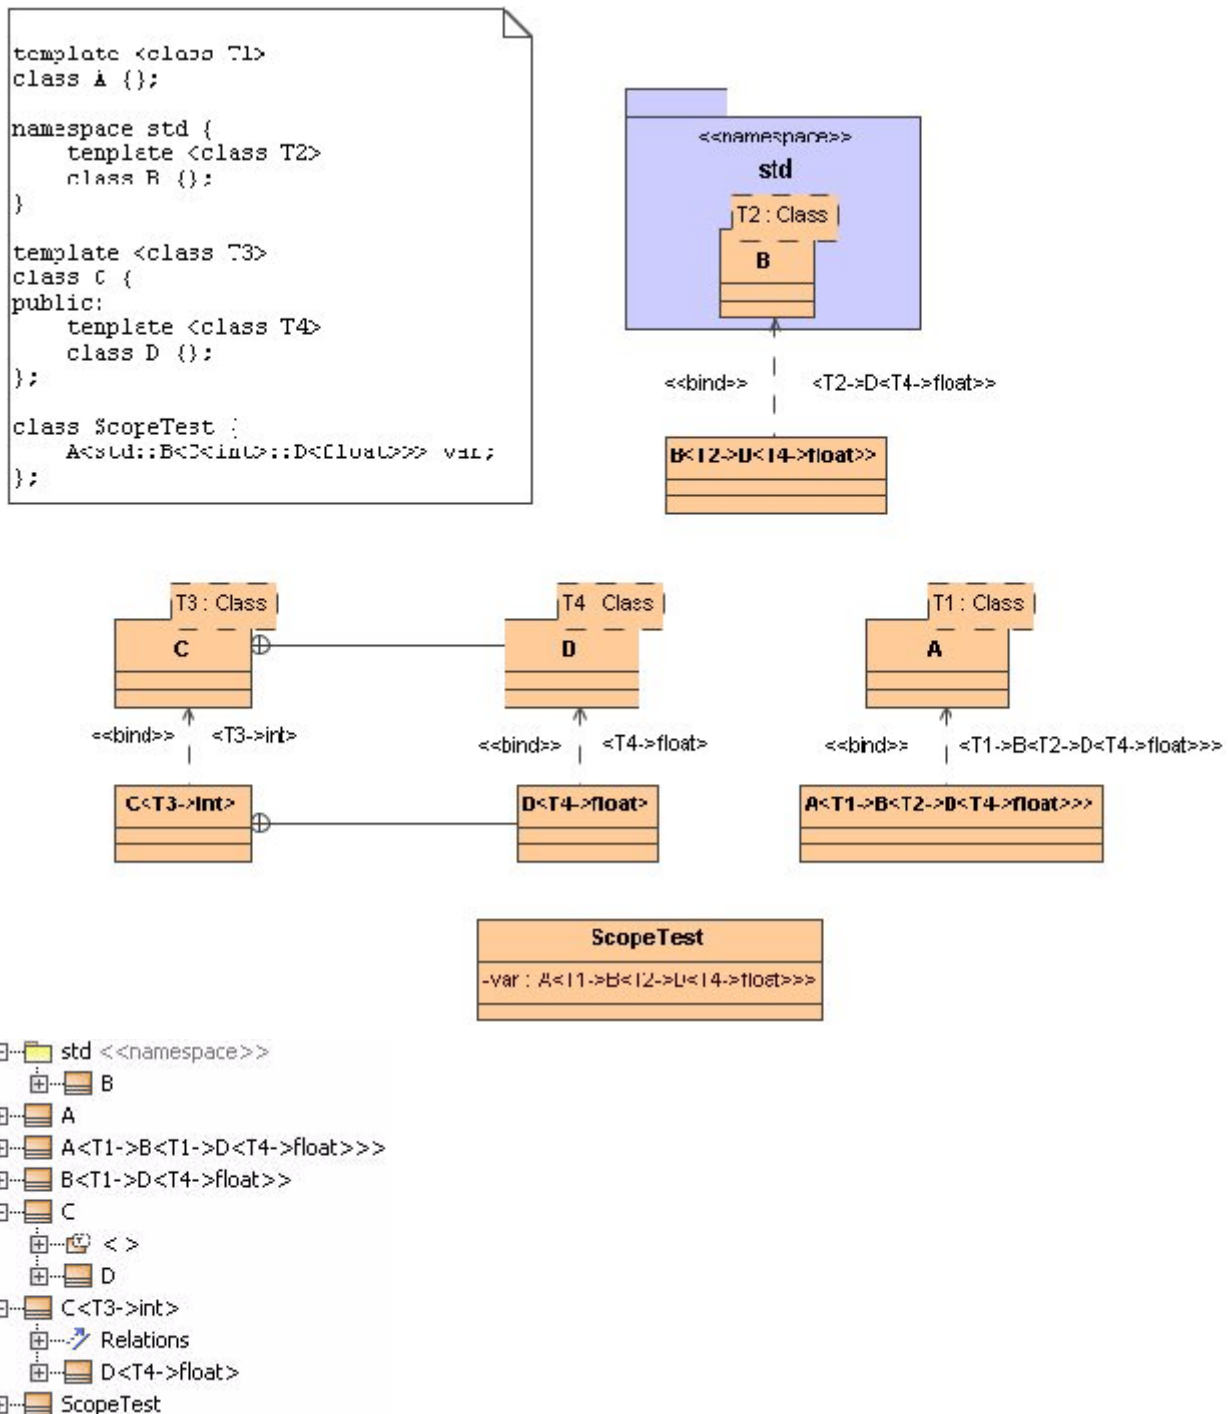 template <class T1>
class A {};
namespace std {
template <class T2>
class B {};
}
template <class T3>
class C {
public:
template <class T4>
class D {};
};
class ScopeTest {
A<std::B<C<int>::D<float>>> var;
};
<<namespace>>
std
T2 : Class
B
<<bind>>
<T2->D<T4->float>>
B<T2->D<T4->float>>
T3 : Class
C
T4 Class
D
T1 : Class
A
<<bind>>
<T3->int>
<<bind>>
<T4->float>
<<bind>>
<T1->B<T2->D<T4->float>>>
C<T3->int>
D<T4->float>
A<T1->B<T2->D<T4->float>>>
ScopeTest
-var : A<T1->B<T2->D<T4->float>>>
std <<namespace>>
B
A
A<T1->B<T1->D<T4->float>>>
B<T1->D<T4->float>>
C
< >
D
C<T3->int>
Relations
D<T4->float>
ScopeTest